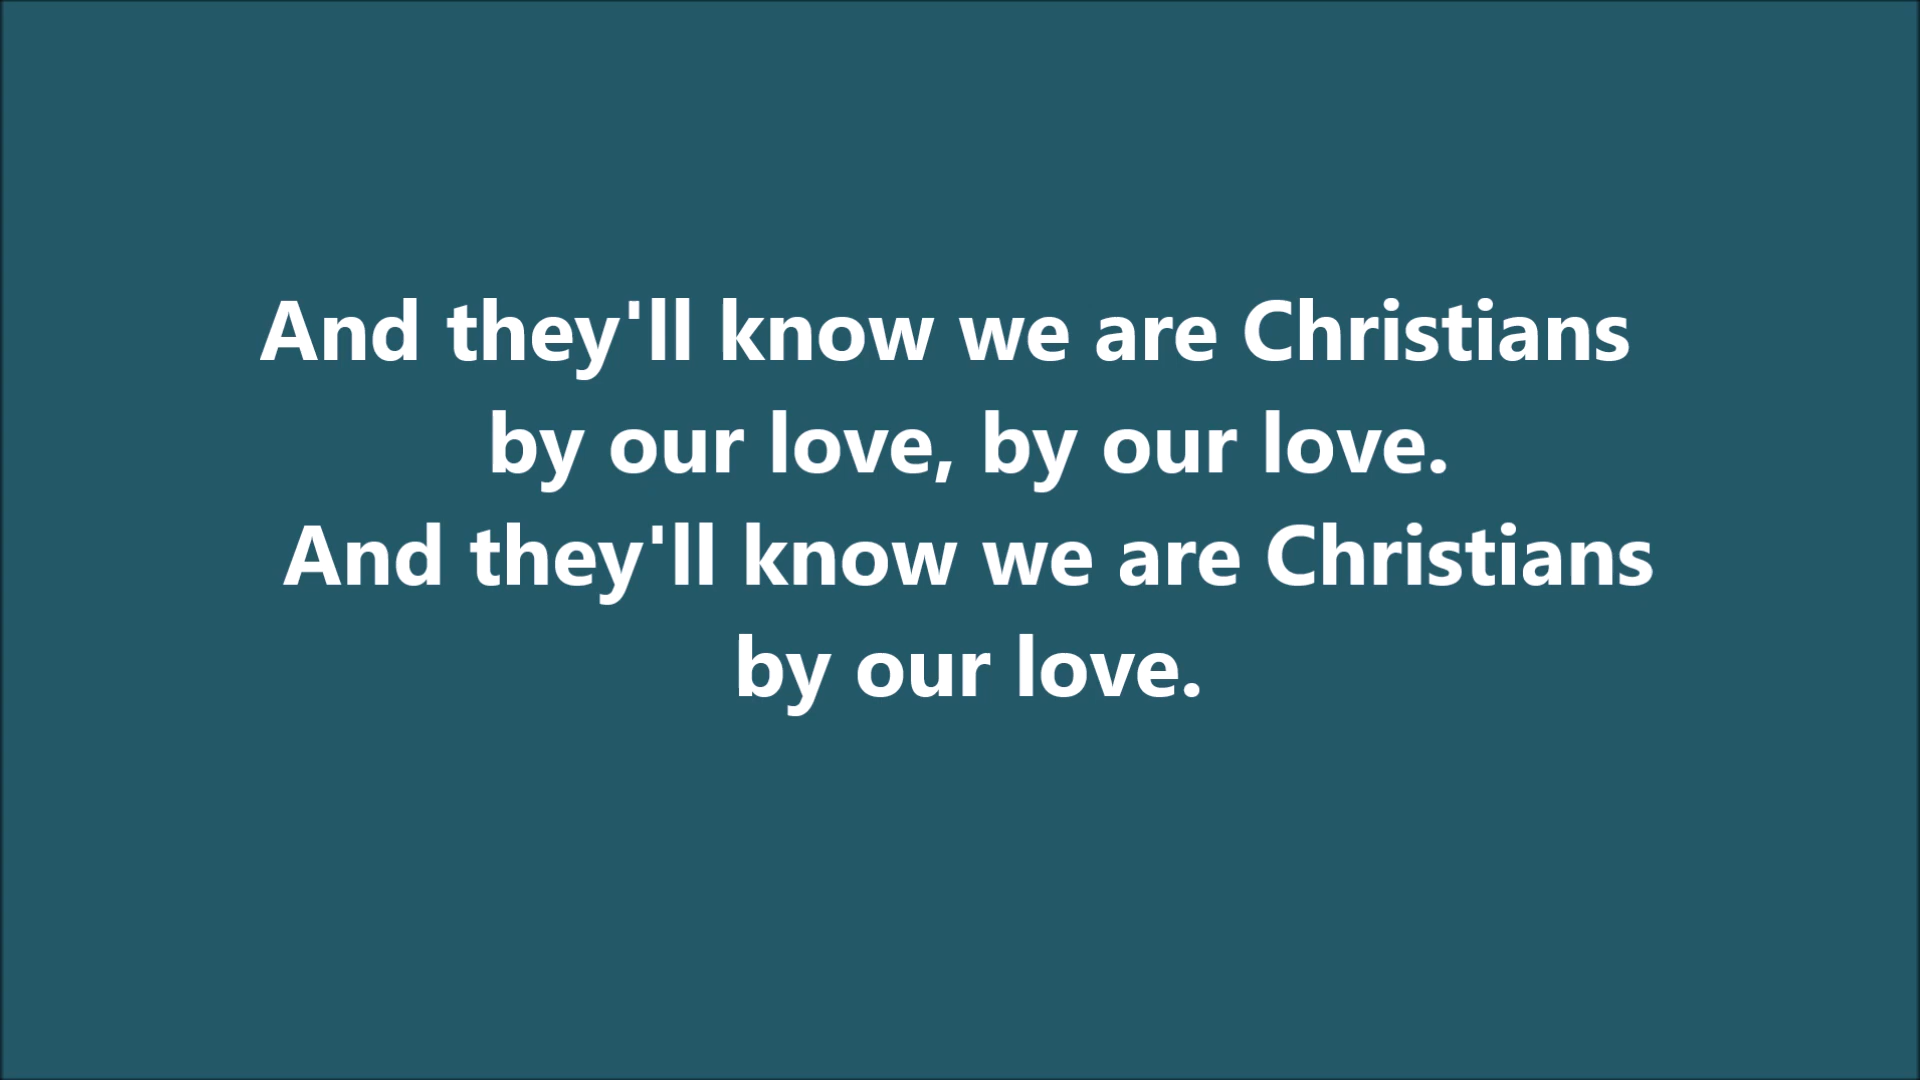 And they'll know we are Christians
by our love, by our love.
And they'll know we are Christians
by our love.